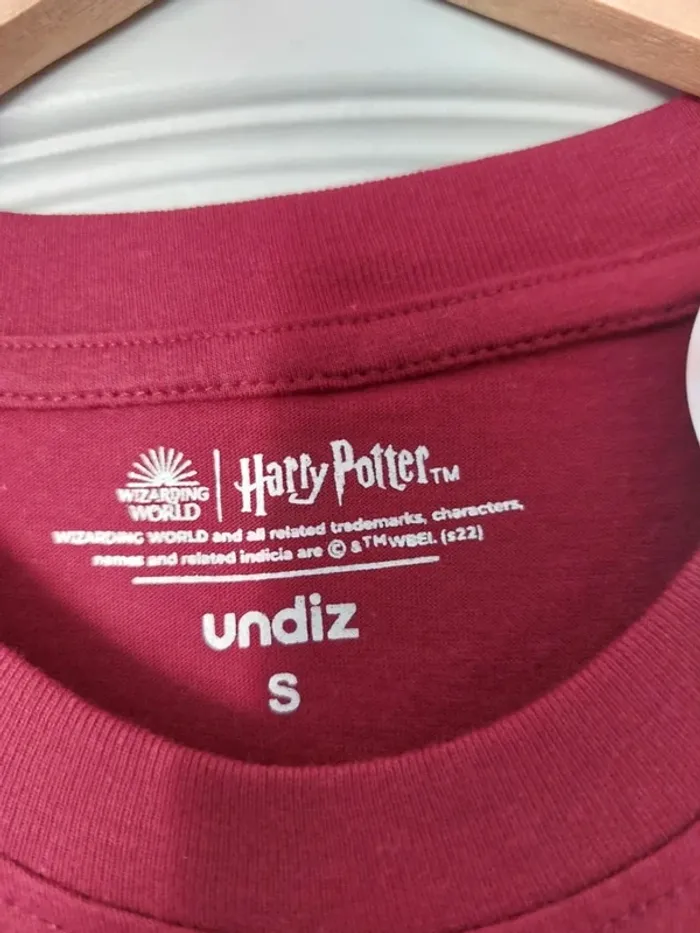 WIZARDING
WORLD
Harry Potter™
WIZARDING WORLD and all related trademarks, characters,
names and related indicia are © & ™ WBEI. (s22)
undiz
S